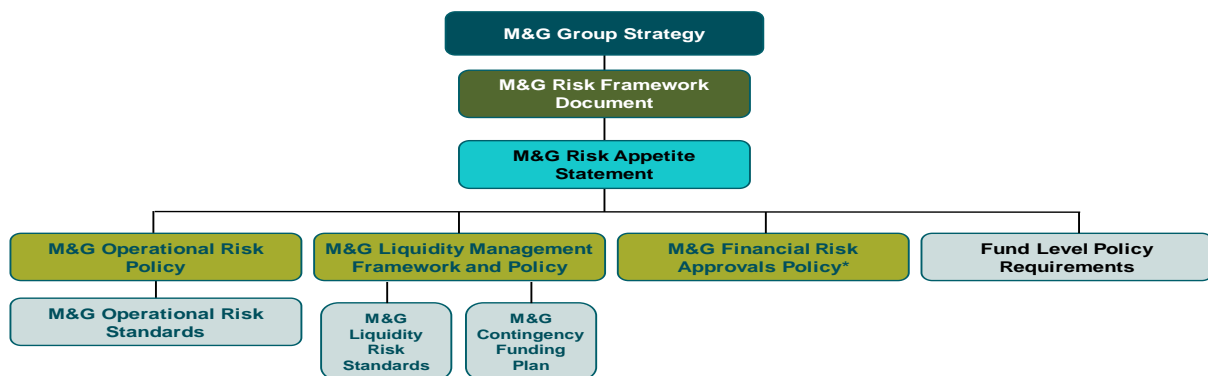 M&G Group Strategy
M&G Risk Framework
Document
M&G Risk Appetite
Statement
M&G Operational Risk
Policy
M&G Liquidity Management
Framework and Policy
M&G Financial Risk
Approvals Policy*
Fund Level Policy
Requirements
M&G Operational Risk
Standards
M&G
Liquidity
Risk
Standards
M&G
Contingency
Funding
Plan